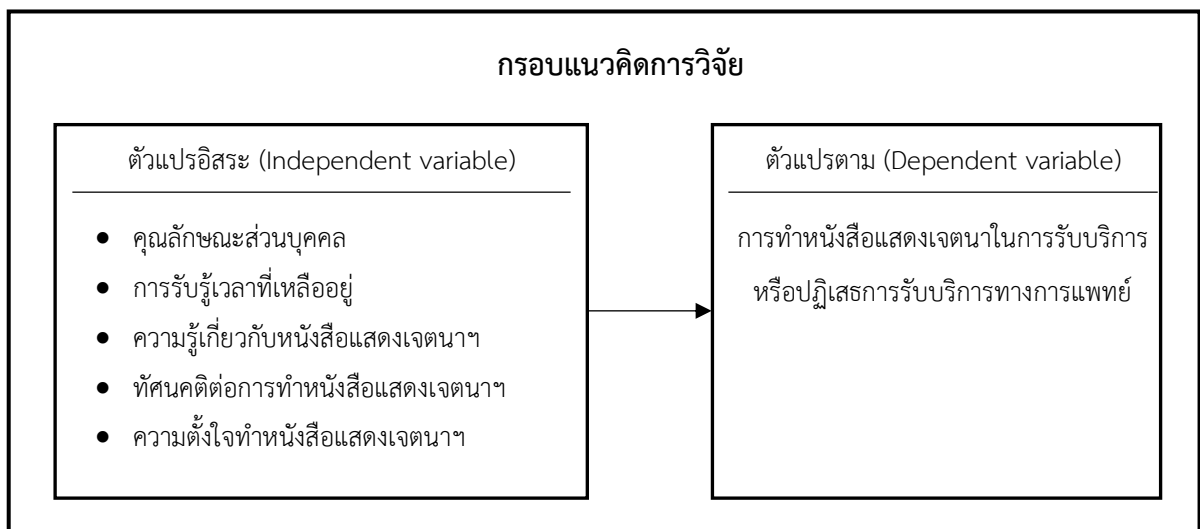 กรอบแนวคิดการวิจัย
ตัวแปรอิสระ (Independent variable)
● คุณลักษณะส่วนบุคคล
● การรับรู้เวลาที่เหลืออยู่
● ความรู้เกี่ยวกับหนังสือแสดงเจตนาฯ
● ทัศนคติต่อการทำหนังสือแสดงเจตนาฯ
● ความตั้งใจทำหนังสือแสดงเจตนาฯ
ตัวแปรตาม (Dependent variable)
การทำหนังสือแสดงเจตนาในการรับบริการ
หรือปฏิเสธการรับบริการทางการแพทย์